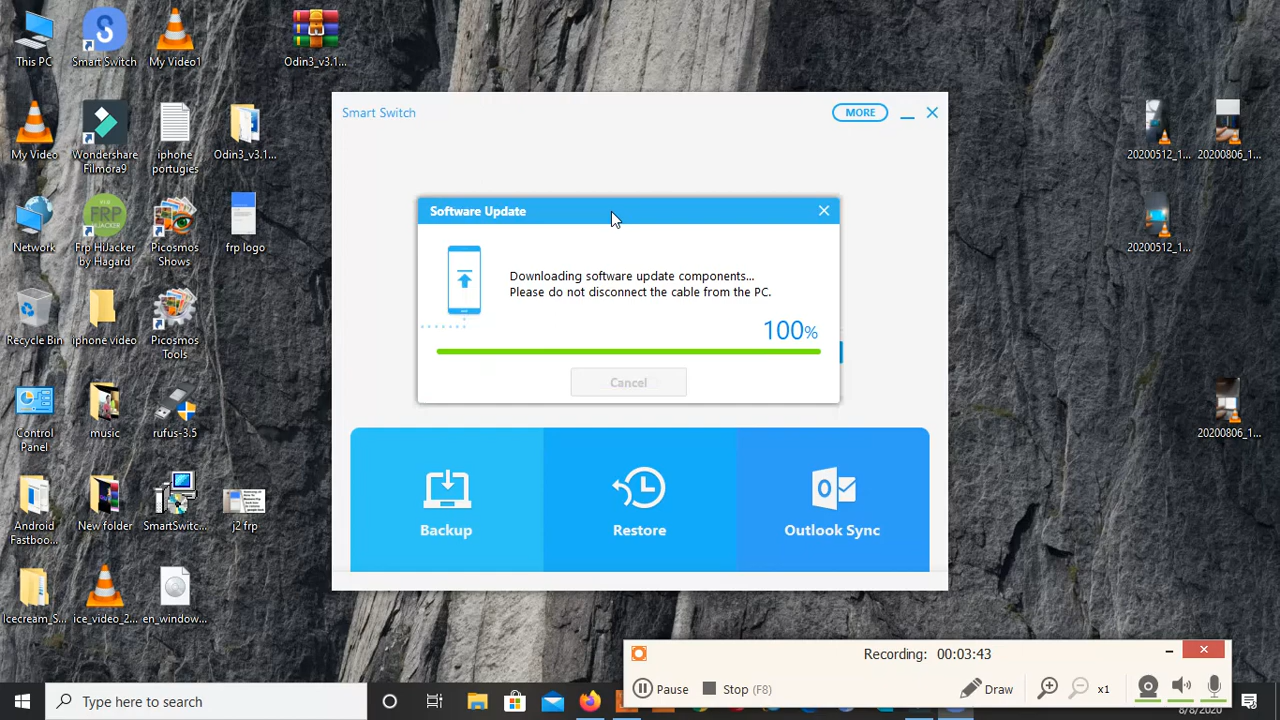 This PC
Smart Switch
My Video1
Odin3_v3.1...
My Video
Wondershare
Filmora9
iphone
portugies
Odin3_v3.1...
Network
FRP
Frp HiJacker
by Hagard
Picosmos
Shows
frp logo
Recycle Bin
iphone video
Picosmos
Tools
Control
Panel
music
rufus-3.5
Android
Fastboo...
New folder
SmartSwitc...
j2 frp
Icecream_S...
ice_video_2...
en_window...
Smart Switch
MORE
Software Update
Downloading software update components...
Please do not disconnect the cable from the PC.
100%
Cancel
Backup
Restore
Outlook Sync
20200512_1...
20200806_1...
20200512_1...
20200806_1...
Recording: 00:03:43
Pause
Stop (F8)
Draw
x1
Type here to search
8/8/2020